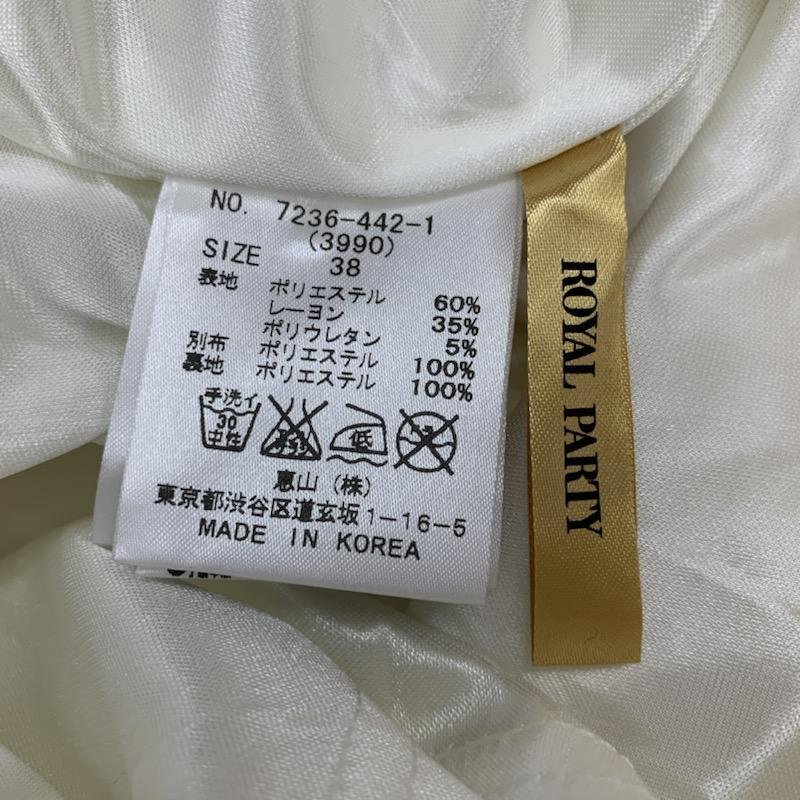 NO. 7236-442-1
(3990)
SIZE 38
表地 ポリエステル 60%
レーヨン 35%
ポリウレタン 5%
別布 ポリエステル 100%
裏地 ポリエステル 100%
手洗イ
30
中性
低
恵山(株)
東京都渋谷区道玄坂1-16-5
MADE IN KOREA
ROYAL PARTY